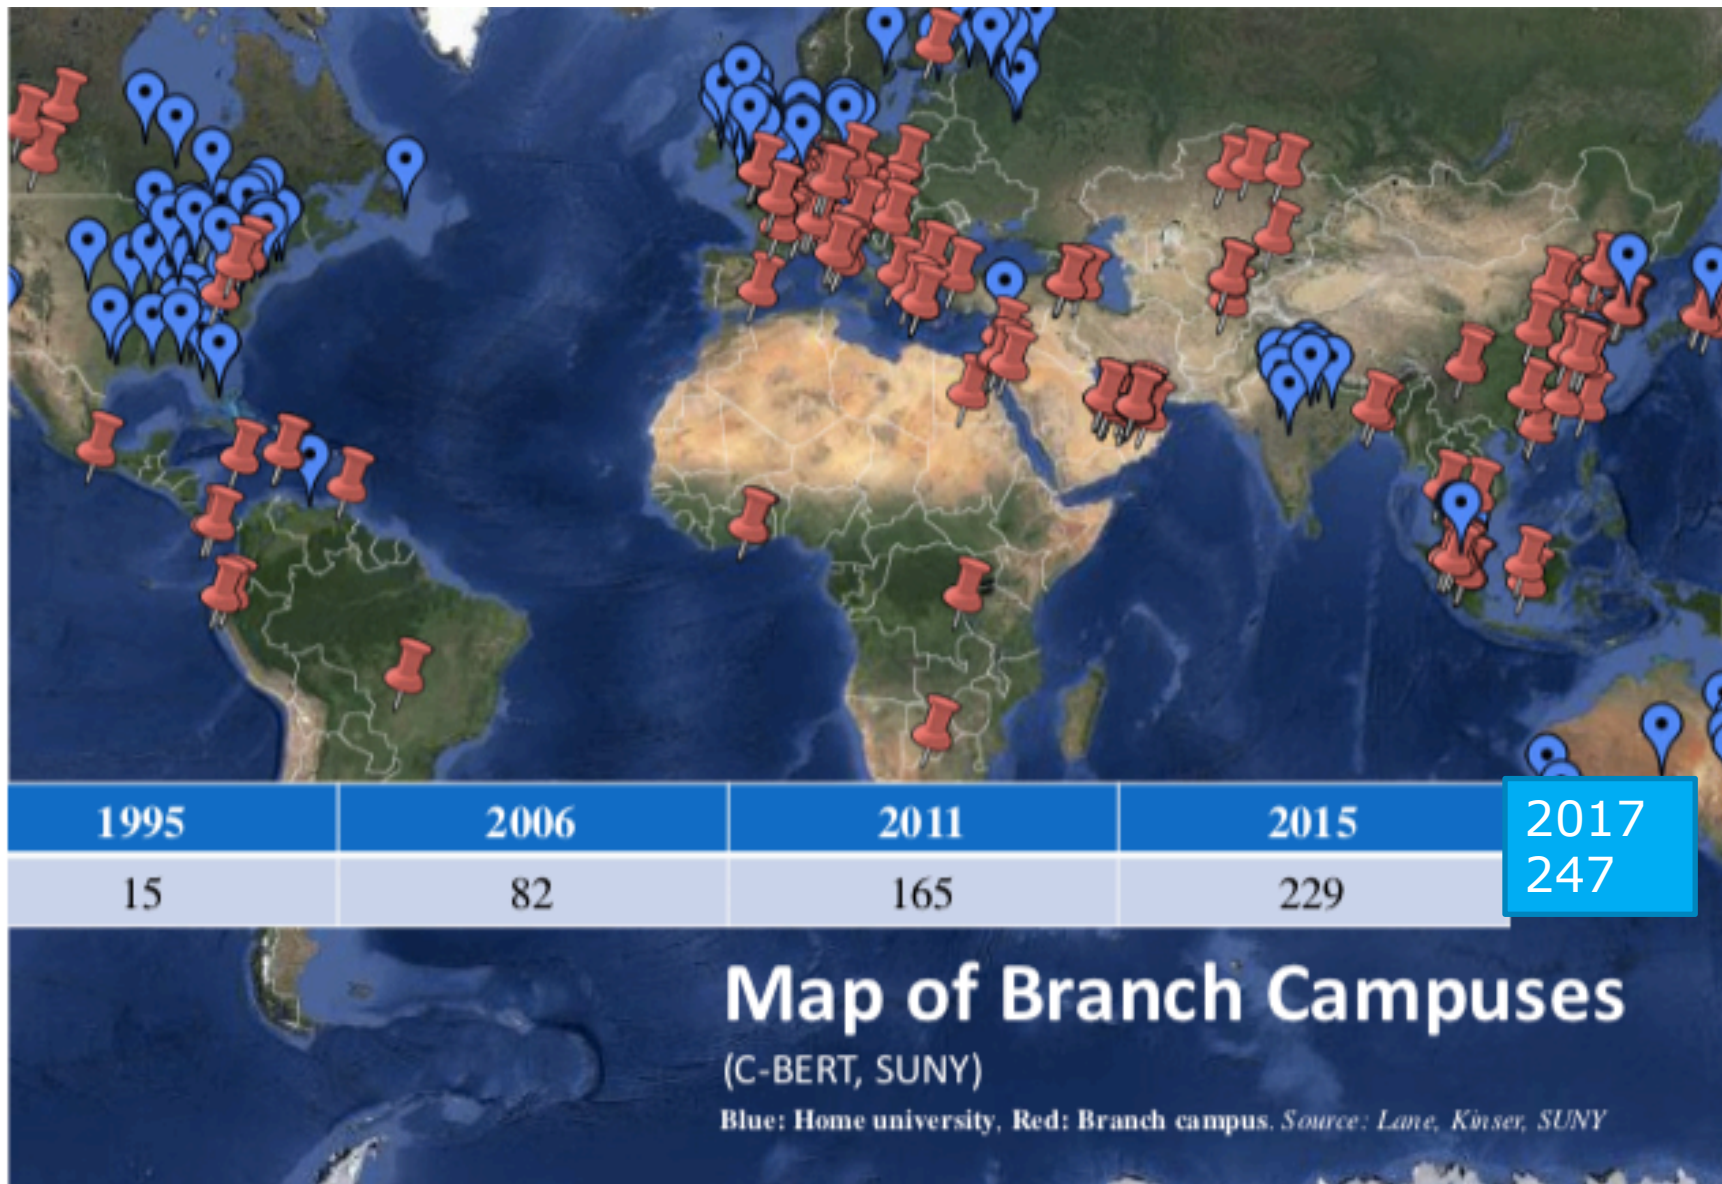 1995 2006 2011 2015 2017
15 82 165 229 247
Map of Branch Campuses
(C-BERT, SUNY)
Blue: Home university, Red: Branch campus. Source: Lane, Kinser, SUNY